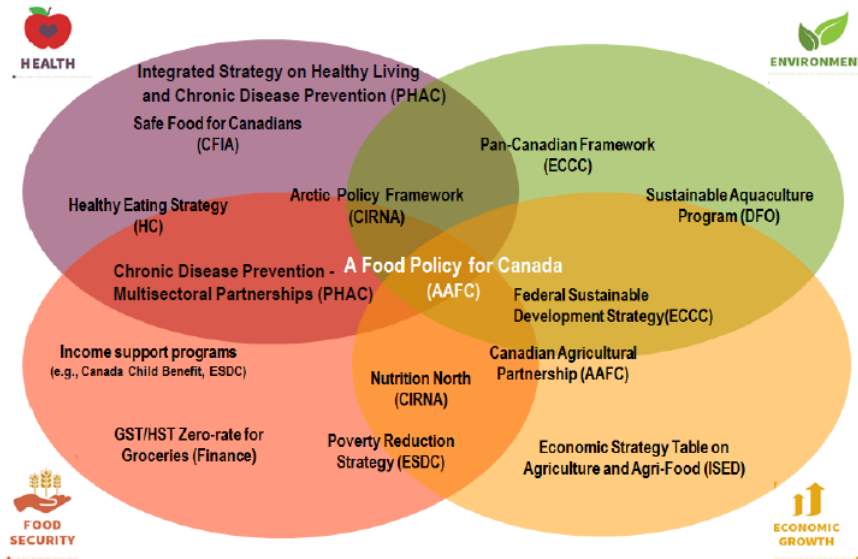 HEALTH
ENVIRONMEN
Integrated Strategy on Healthy Living
and Chronic Disease Prevention (PHAC)
Safe Food for Canadians
(CFIA)
Pan-Canadian Framework
(ECCC)
Healthy Eating Strategy
(HC)
Arctic Policy Framework
(CIRNA)
Sustainable Aquaculture
Program (DFO)
Chronic Disease Prevention -
Multisectoral Partnerships (PHAC)
A Food Policy for Canada
(AAFC)
Federal Sustainable
Development Strategy(ECCC)
Income support programs
(e.g., Canada Child Benefit, ESDC)
Nutrition North
(CIRNA)
Canadian Agricultural
Partnership (AAFC)
GST/HST Zero-rate for
Groceries (Finance)
Poverty Reduction
Strategy (ESDC)
Economic Strategy Table on
Agriculture and Agri-Food (ISED)
FOOD
SECURITY
ECONOMIC
GROWTH